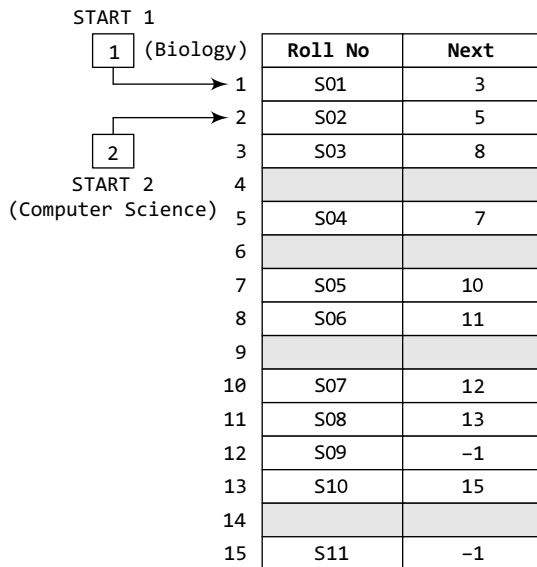 START 1
1 (Biology)
Roll No Next
1 S01 3
2 S02 5
2
3 S03 8
START 2
4
(Computer Science)
5 S04 7
6
7 S05 10
8 S06 11
9
10 S07 12
11 S08 13
12 S09 –1
13 S10 15
14
15 S11 –1